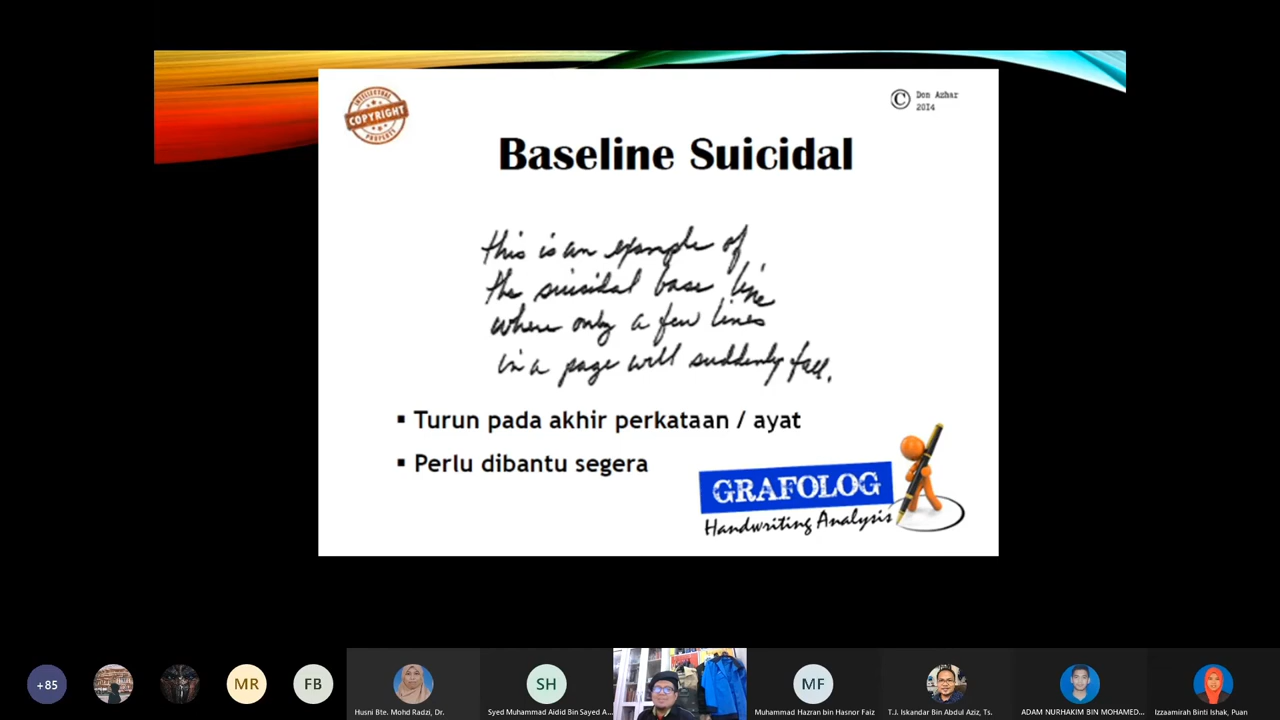 INTELLECTUAL
COPYRIGHT
PROPERTY
© Don Azhar
2014
Baseline Suicidal
this is an example of
the suicidal base line
where only a few lines
in a page will suddenly fall.
▪ Turun pada akhir perkataan / ayat
▪ Perlu dibantu segera
GRAFOLOG
Handwriting Analysis
+85
MR
FB
SH
MF
Husni Bte. Mohd Radzi, Dr.
Syed Muhammad Aidid Bin Sayed A...
Muhammad Hazran bin Hasnor Faiz
T.J. Iskandar Bin Abdul Aziz, Ts.
ADAM NURHAKIM BIN MOHAMED...
Izzaamirah Binti Ishak, Puan